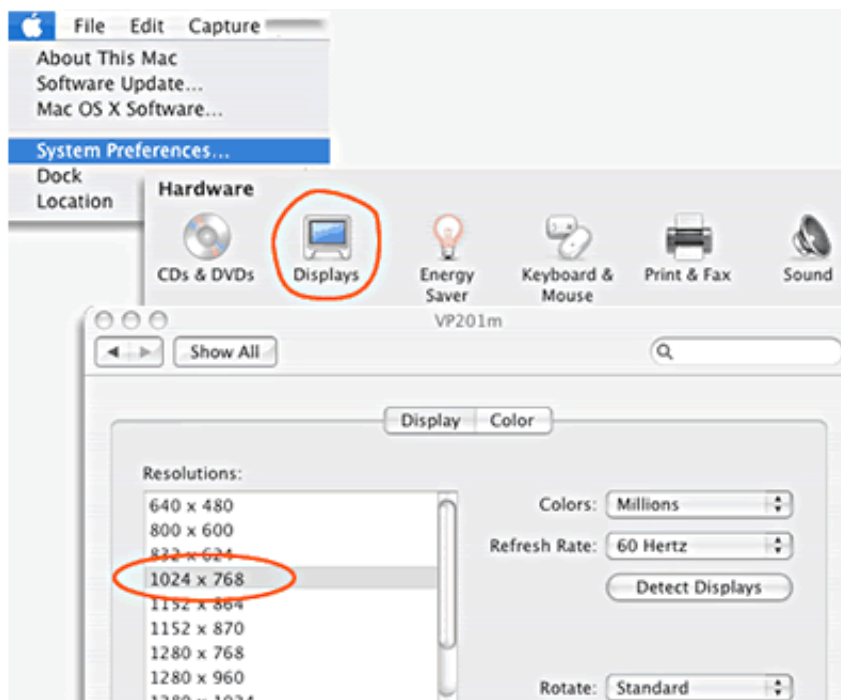 File Edit Capture
About This Mac
Software Update...
Mac OS X Software...
System Preferences...
Dock
Location
Hardware
CDs & DVDs
Displays
Energy
Saver
Keyboard &
Mouse
Print & Fax
Sound
VP201m
Show All
Display Color
Resolutions:
640 x 480
800 x 600
832 x 624
1024 x 768
1152 x 864
1152 x 870
1280 x 768
1280 x 960
1280 x 1024
Colors: Millions
Refresh Rate: 60 Hertz
Detect Displays
Rotate: Standard